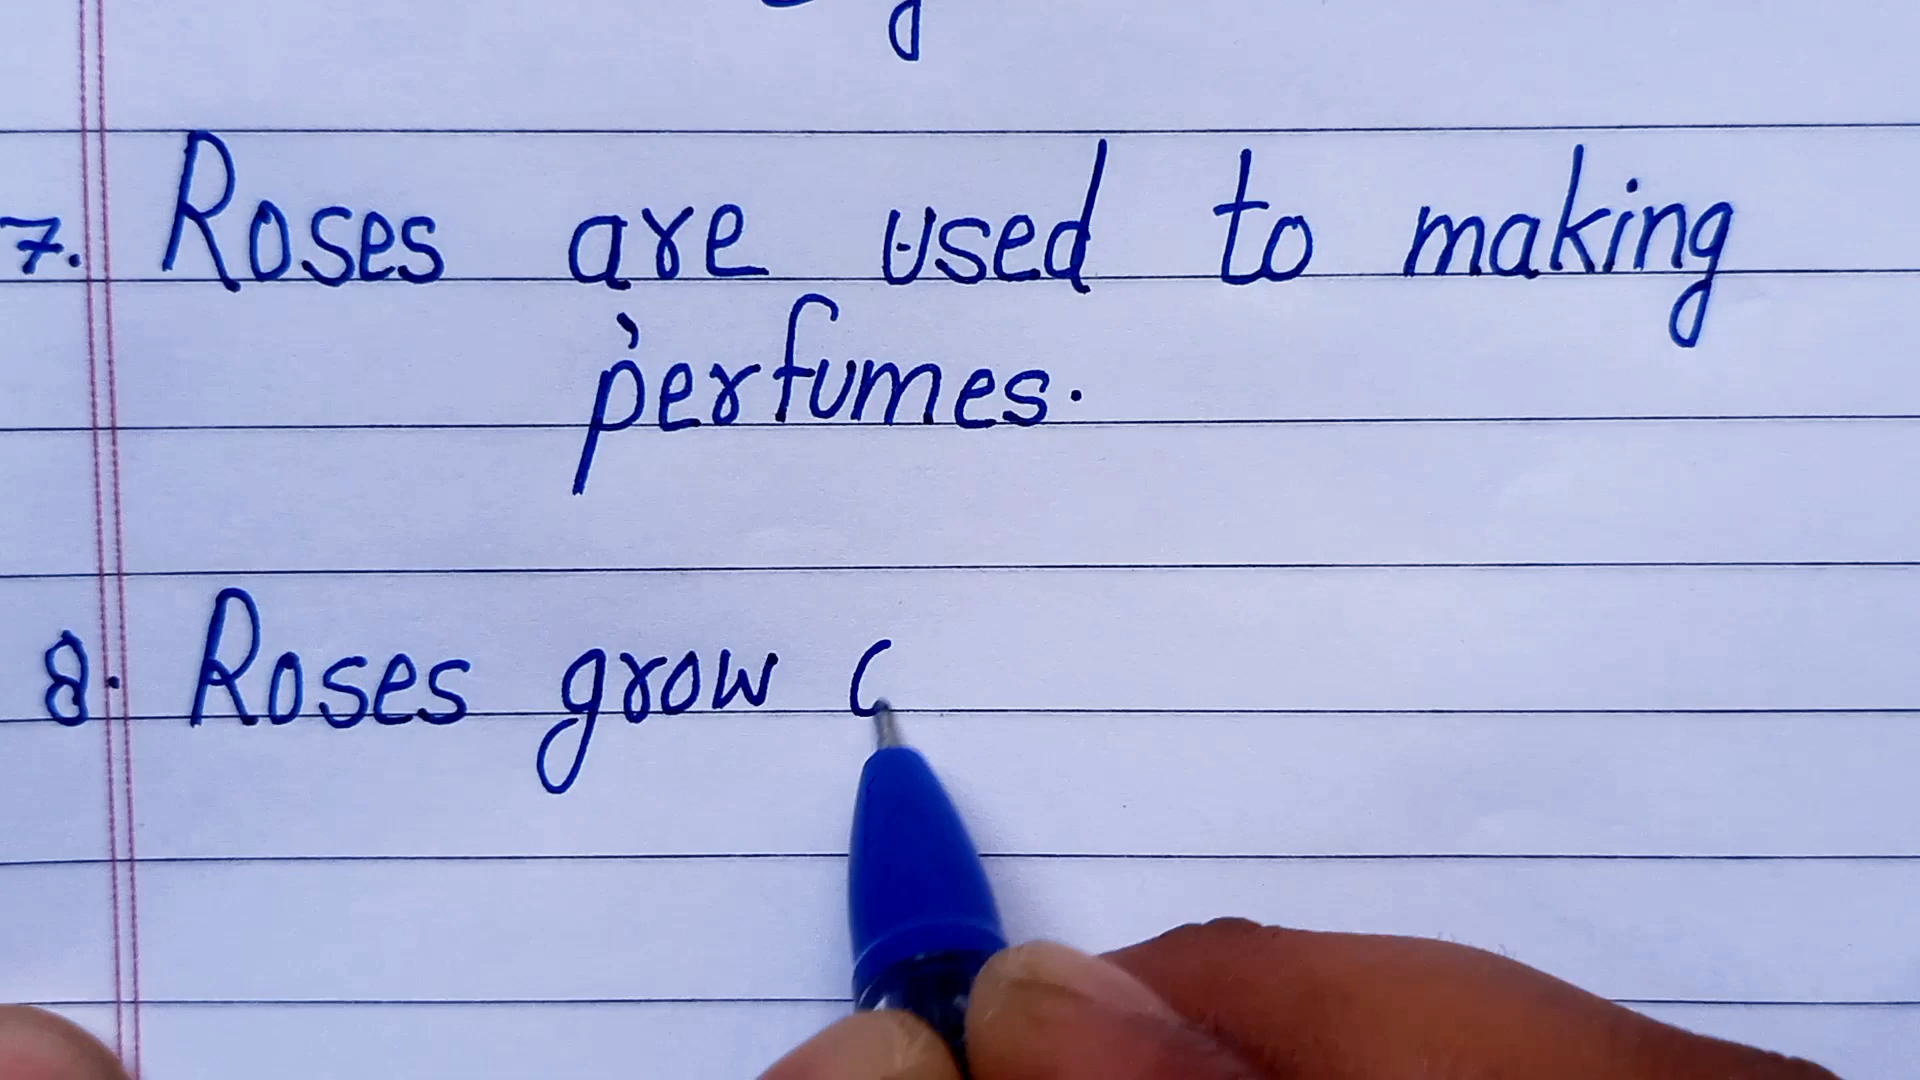 7. Roses are used to making
perfumes.
8. Roses grow